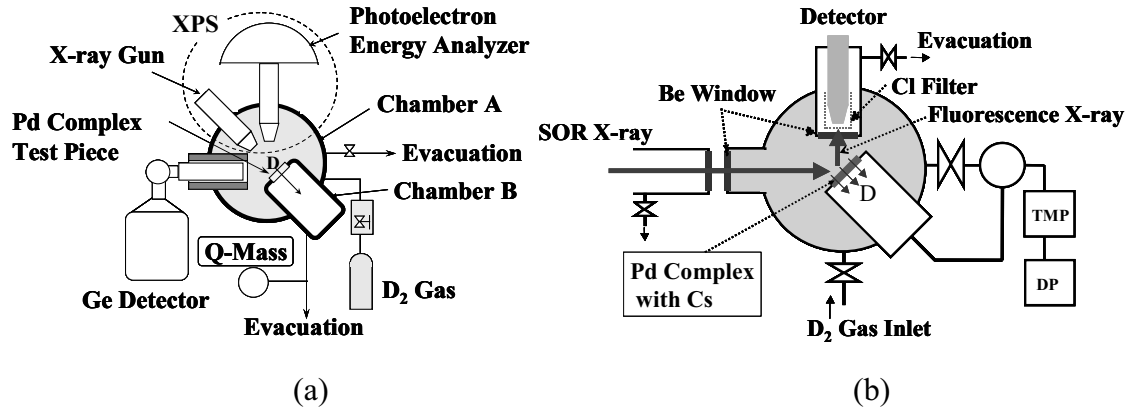 XPS
Photoelectron
Energy Analyzer
X-ray Gun
Chamber A
Pd Complex
Test Piece
D
Evacuation
Chamber B
Q-Mass
Ge Detector
D₂ Gas
Evacuation
(a)
Detector
Evacuation
Cl Filter
Be Window
Fluorescence X-ray
SOR X-ray
D
TMP
Pd Complex
with Cs
DP
D₂ Gas Inlet
(b)